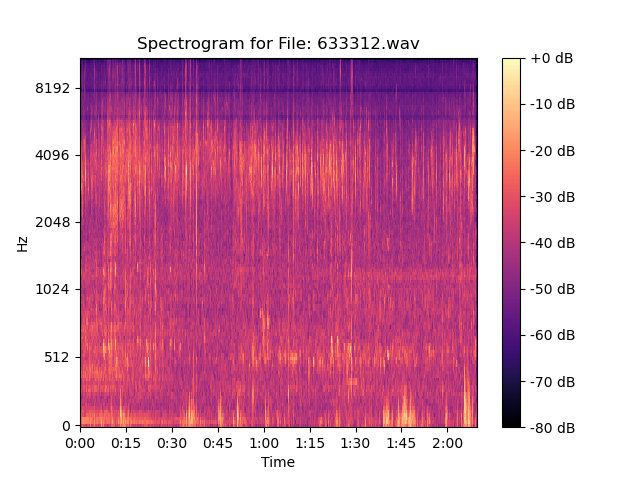 Spectrogram for File: 633312.wav
Hz
8192
4096
2048
1024
512
0
0:00 0:15 0:30 0:45 1:00 1:15 1:30 1:45 2:00
Time
+0 dB
-10 dB
-20 dB
-30 dB
-40 dB
-50 dB
-60 dB
-70 dB
-80 dB